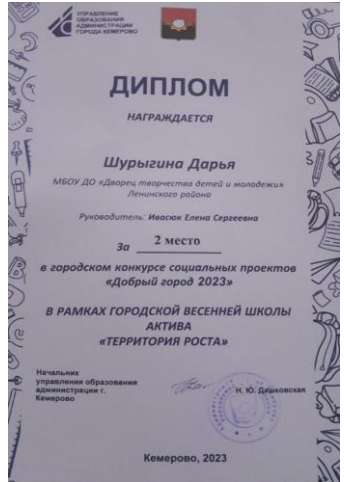 УПРАВЛЕНИЕ
ОБРАЗОВАНИЯ
АДМИНИСТРАЦИИ
ГОРОДА КЕМЕРОВО
ДИПЛОМ
НАГРАЖДАЕТСЯ
Шурыгина Дарья
МБОУ ДО «Дворец творчества детей и молодежи»
Ленинского района
Руководитель: Ивасюк Елена Сергеевна
За 2 место
в городском конкурсе социальных проектов
«Добрый город 2023»
В РАМКАХ ГОРОДСКОЙ ВЕСЕННЕЙ ШКОЛЫ
АКТИВА
«ТЕРРИТОРИЯ РОСТА»
Начальник
управления образования
администрации г.
Кемерово
Н. Ю. Дашковская
Кемерово, 2023